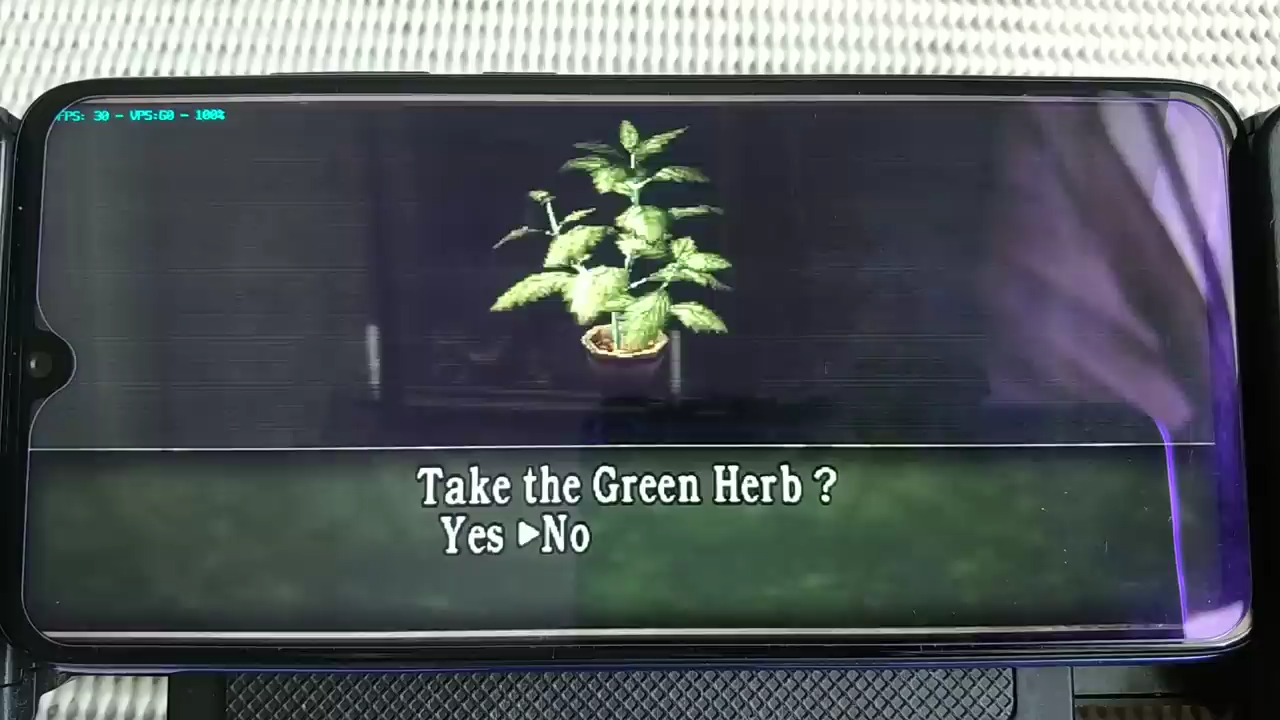 FPS: 30 - VPS:60 - 100%
Take the Green Herb ?
Yes ►No